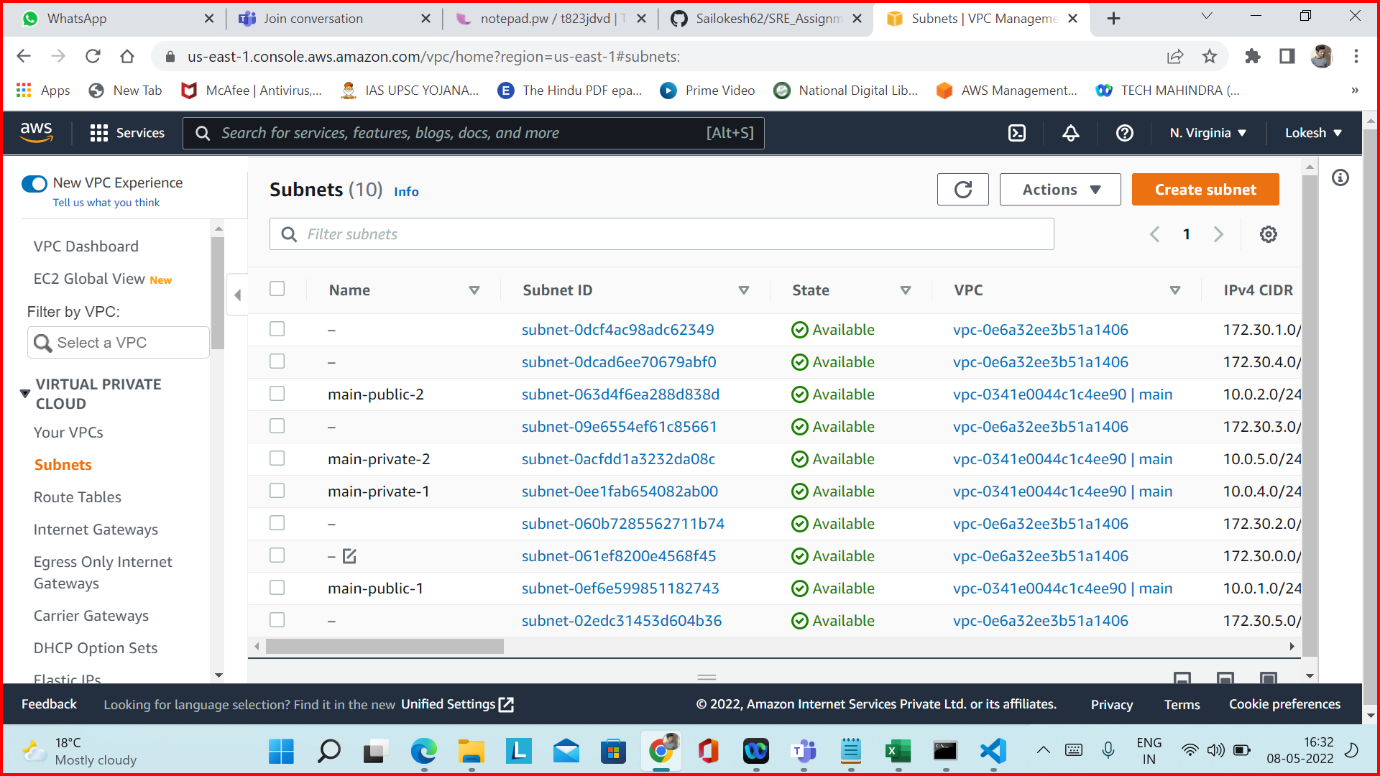 WhatsApp
Join conversation
notepad.pw / t823jdvd |
Sailokesh62/SRE_Assignm
Subnets | VPC Manageme
us-east-1.console.aws.amazon.com/vpc/home?region=us-east-1#subnets:
Apps
New Tab
McAfee | Antivirus,...
IAS UPSC YOJANA...
The Hindu PDF epa...
Prime Video
National Digital Lib...
AWS Management...
TECH MAHINDRA (...
»
aws
Services
Search for services, features, blogs, docs, and more
[Alt+S]
N. Virginia
Lokesh
New VPC Experience
Tell us what you think
VPC Dashboard
EC2 Global View New
Filter by VPC:
Select a VPC
VIRTUAL PRIVATE
CLOUD
Your VPCs
Subnets
Route Tables
Internet Gateways
Egress Only Internet
Gateways
Carrier Gateways
DHCP Option Sets
Elastic IPs
Subnets (10) Info
Actions
Create subnet
Filter subnets
1
Name Subnet ID State VPC IPv4 CIDR
– subnet-0dcf4ac98adc62349 Available vpc-0e6a32ee3b51a1406 172.30.1.0/
– subnet-0dcad6ee70679abf0 Available vpc-0e6a32ee3b51a1406 172.30.4.0/
main-public-2 subnet-063d4f6ea288d838d Available vpc-0341e0044c1c4ee90 | main 10.0.2.0/24
– subnet-09e6554ef61c85661 Available vpc-0e6a32ee3b51a1406 172.30.3.0/
main-private-2 subnet-0acfdd1a3232da08c Available vpc-0341e0044c1c4ee90 | main 10.0.5.0/24
main-private-1 subnet-0ee1fab654082ab00 Available vpc-0341e0044c1c4ee90 | main 10.0.4.0/24
– subnet-060b7285562711b74 Available vpc-0e6a32ee3b51a1406 172.30.2.0/
– subnet-061ef8200e4568f45 Available vpc-0e6a32ee3b51a1406 172.30.0.0/
main-public-1 subnet-0ef6e599851182743 Available vpc-0341e0044c1c4ee90 | main 10.0.1.0/24
– subnet-02edc31453d604b36 Available vpc-0e6a32ee3b51a1406 172.30.5.0/
Feedback
Looking for language selection? Find it in the new Unified Settings
© 2022, Amazon Internet Services Private Ltd. or its affiliates.
Privacy
Terms
Cookie preferences
18°C
Mostly cloudy
ENG
IN
16:32
08-05-2022